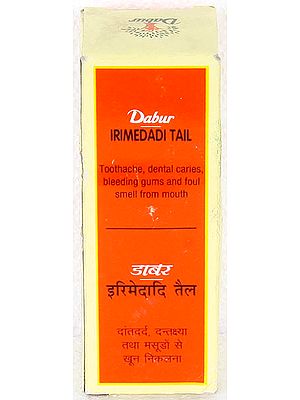 Dabur
IRIMEDADI TAIL
Toothache, dental caries,
bleeding gums and foul
smell from mouth
डाबर
इरिमेदादि तैल
दांतदर्द, दन्तक्षया
तथा मसूडो से
खून निकलना